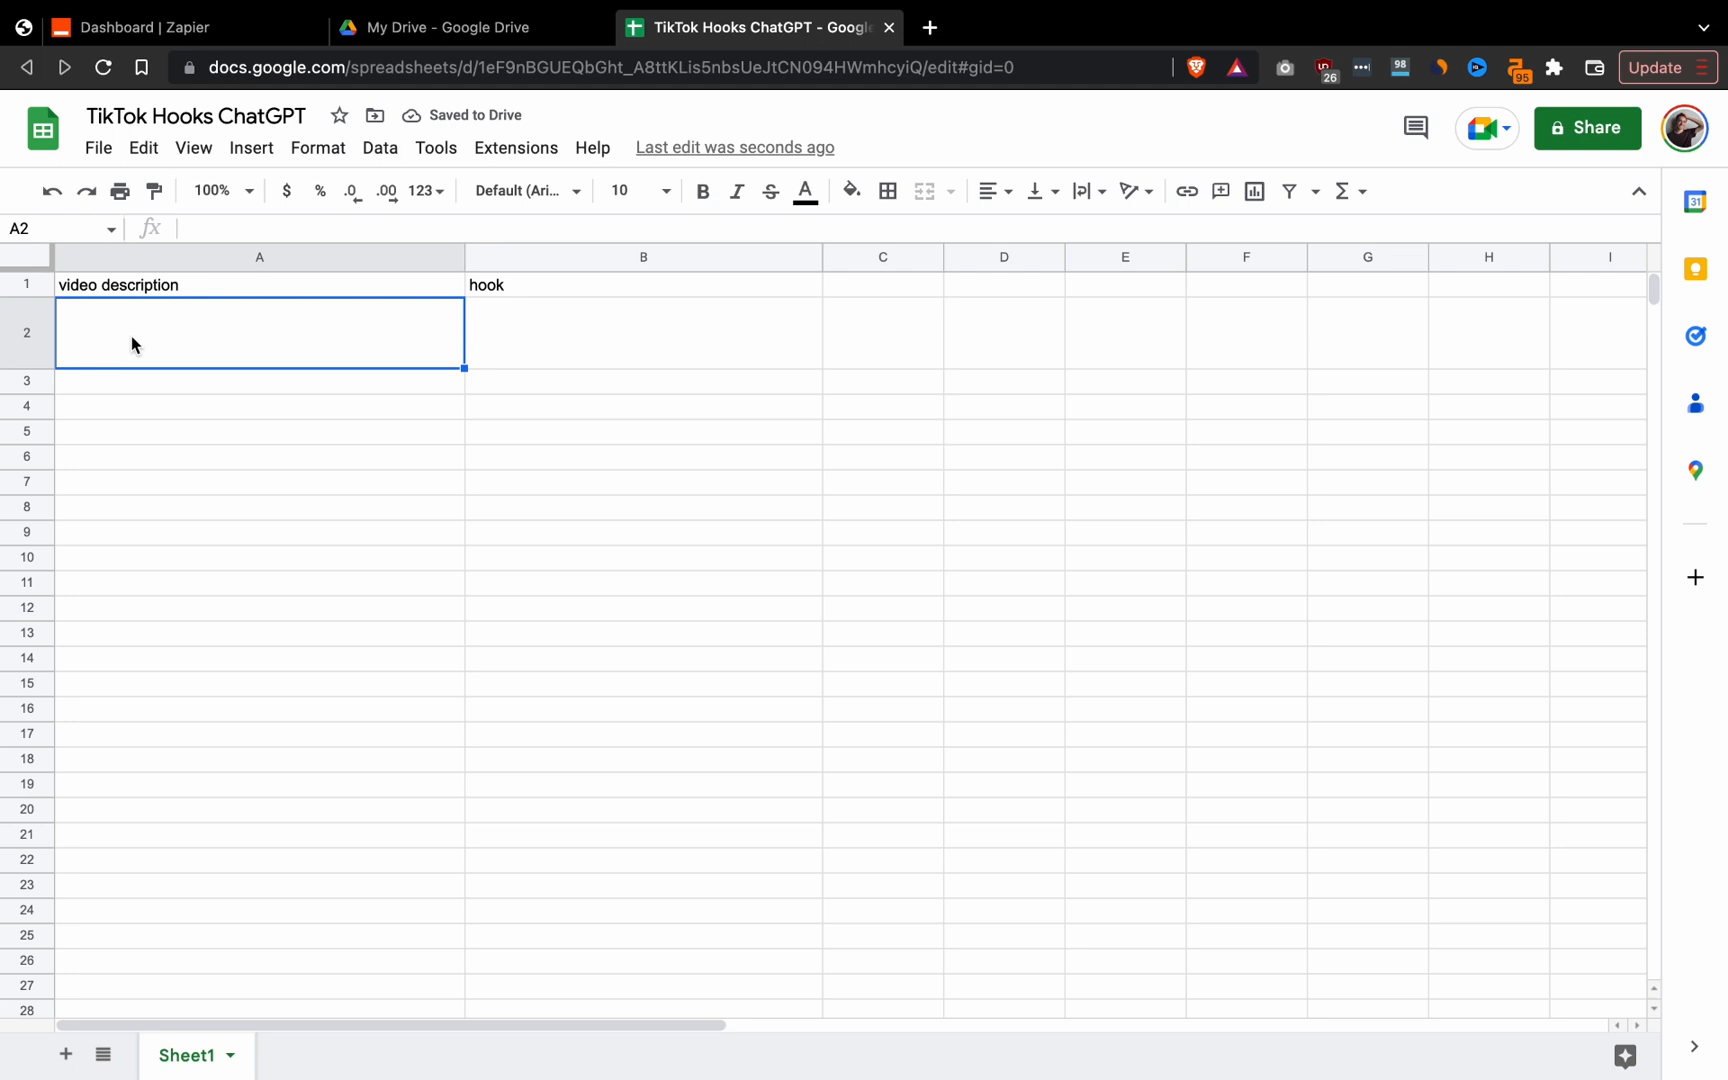 Dashboard | Zapier
My Drive - Google Drive
TikTok Hooks ChatGPT - Googl
docs.google.com/spreadsheets/d/1eF9nBGUEQbGht_A8ttKLis5nbsUeJtCN094HWmhcyiQ/edit#gid=0
26
98
95
Update
TikTok Hooks ChatGPT
Saved to Drive
File Edit View Insert Format Data Tools Extensions Help Last edit was seconds ago
Share
100% $ % .0 .00 123 Default (Ari... 10 B I S A
31
A2 fx
A B C D E F G H I
1 video description hook
2
3
4
5
6
7
8
9
10
11
12
13
14
15
16
17
18
19
20
21
22
23
24
25
26
27
28
Sheet1